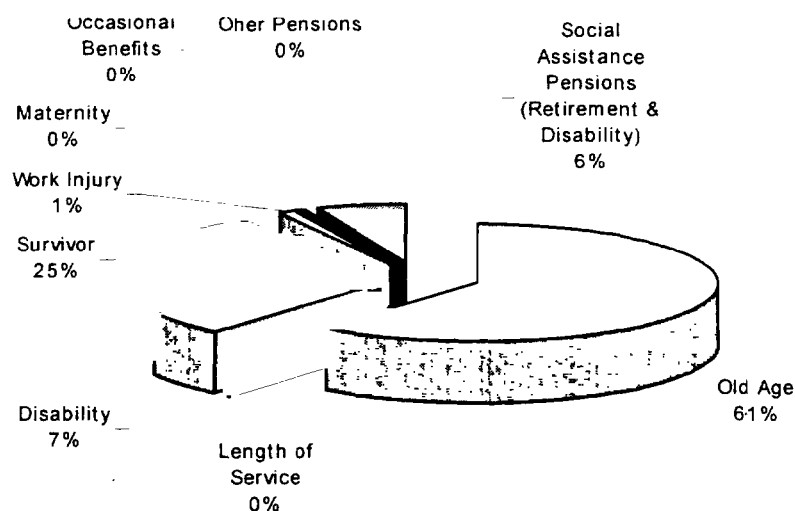 Occasional
Benefits
0%
Oher Pensions
0%
Social
Assistance
Pensions
(Retirement &
Disability)
6%
Maternity
0%
Work Injury
1%
Survivor
25%
Old Age
61%
Disability
7%
Length of
Service
0%